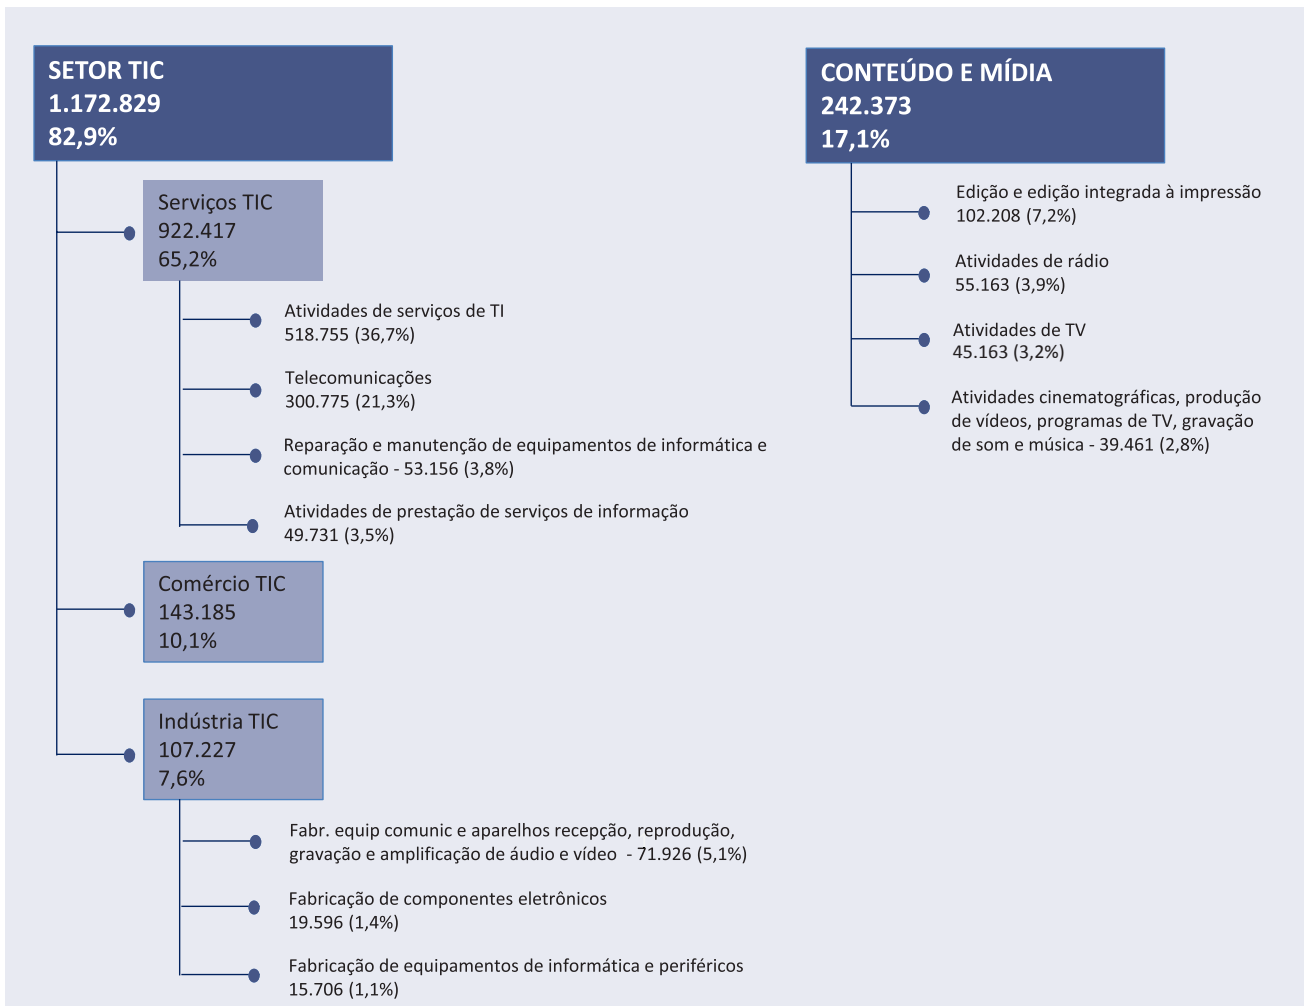 SETOR TIC
1.172.829
82,9%
Serviços TIC
922.417
65,2%
Atividades de serviços de TI
518.755 (36,7%)
Telecomunicações
300.775 (21,3%)
Reparação e manutenção de equipamentos de informática e
comunicação - 53.156 (3,8%)
Atividades de prestação de serviços de informação
49.731 (3,5%)
Comércio TIC
143.185
10,1%
Indústria TIC
107.227
7,6%
Fabr. equip comunic e aparelhos recepção, reprodução,
gravação e amplificação de áudio e vídeo - 71.926 (5,1%)
Fabricação de componentes eletrônicos
19.596 (1,4%)
Fabricação de equipamentos de informática e periféricos
15.706 (1,1%)
CONTEÚDO E MÍDIA
242.373
17,1%
Edição e edição integrada à impressão
102.208 (7,2%)
Atividades de rádio
55.163 (3,9%)
Atividades de TV
45.163 (3,2%)
Atividades cinematográficas, produção
de vídeos, programas de TV, gravação
de som e música - 39.461 (2,8%)